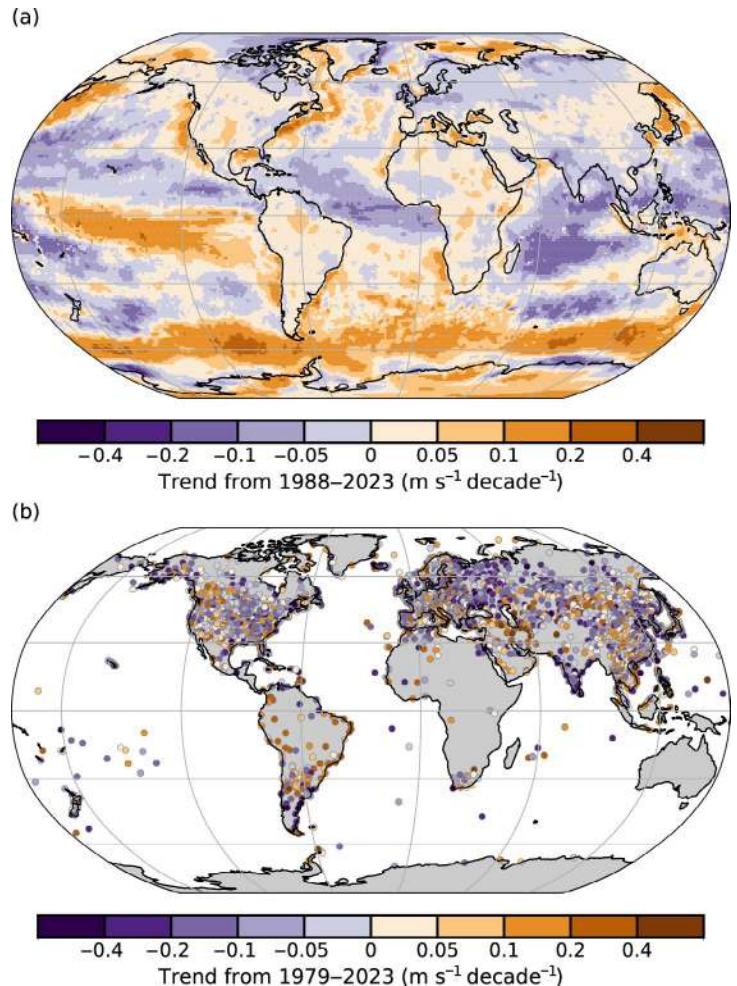 (a)
−0.4 −0.2 −0.1 −0.05 0 0.05 0.1 0.2 0.4
Trend from 1988–2023 (m s⁻¹ decade⁻¹)
(b)
−0.4 −0.2 −0.1 −0.05 0 0.05 0.1 0.2 0.4
Trend from 1979–2023 (m s⁻¹ decade⁻¹)